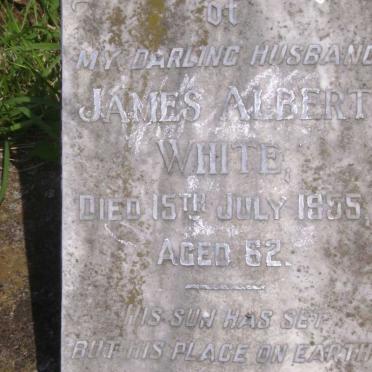 of
MY DARLING HUSBAND
JAMES ALBERT
WHITE,
DIED 15TH JULY 1955
AGED 62.
HIS SUN HAS SET
BUT HIS PLACE ON EARTH